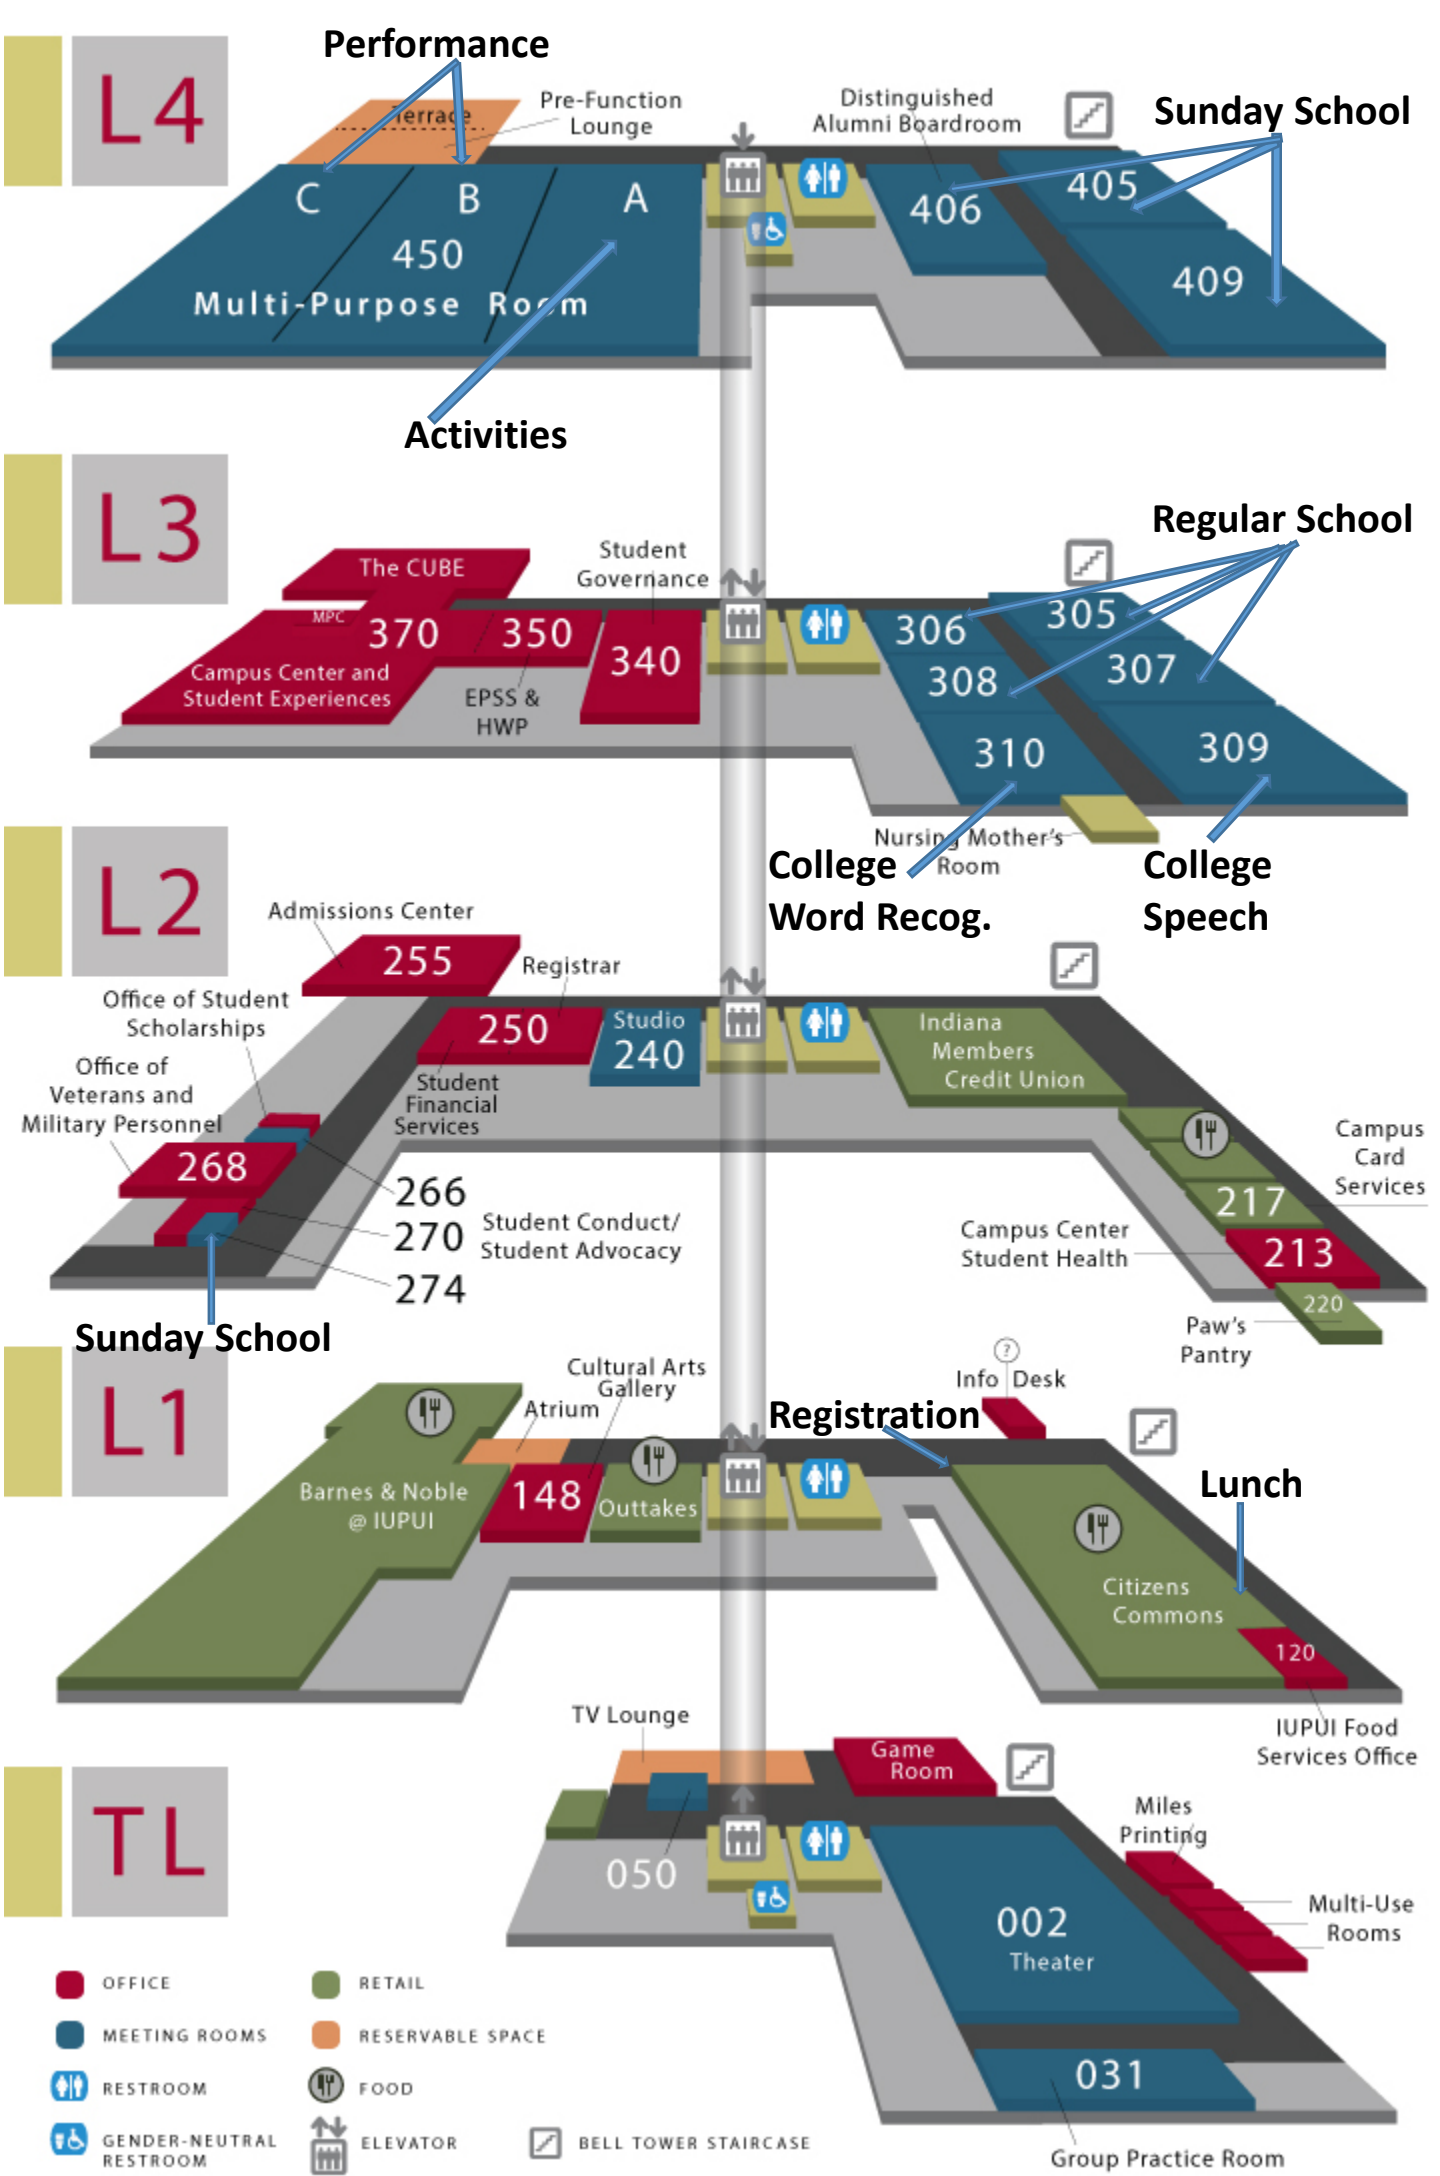 L4
Performance
Terrace
Pre-Function
Lounge
Distinguished
Alumni Boardroom
Sunday School
C
B
A
450
Multi-Purpose Room
406
405
409
Activities
L3
Regular School
The CUBE
Student
Governance
MPC
370
350
340
Campus Center and
Student Experiences
EPSS &
HWP
306
305
308
307
310
309
Nursing Mother's
Room
College
Word Recog.
College
Speech
L2
Admissions Center
255
Registrar
Office of Student
Scholarships
250
Studio
240
Indiana
Members
Credit Union
Office of
Veterans and
Military Personnel
Student
Financial
Services
268
266
270
Student Conduct/
Student Advocacy
274
Campus
Card
Services
217
Campus Center
Student Health
213
220
Paw's
Pantry
Sunday School
L1
Cultural Arts
Gallery
Atrium
?
Info Desk
Registration
Lunch
Barnes & Noble
@ IUPUI
148
Outtakes
Citizens
Commons
120
IUPUI Food
Services Office
TL
TV Lounge
Game
Room
Miles
Printing
050
002
Theater
Multi-Use
Rooms
031
Group Practice Room
OFFICE
RETAIL
MEETING ROOMS
RESERVABLE SPACE
RESTROOM
FOOD
GENDER-NEUTRAL
RESTROOM
ELEVATOR
BELL TOWER STAIRCASE